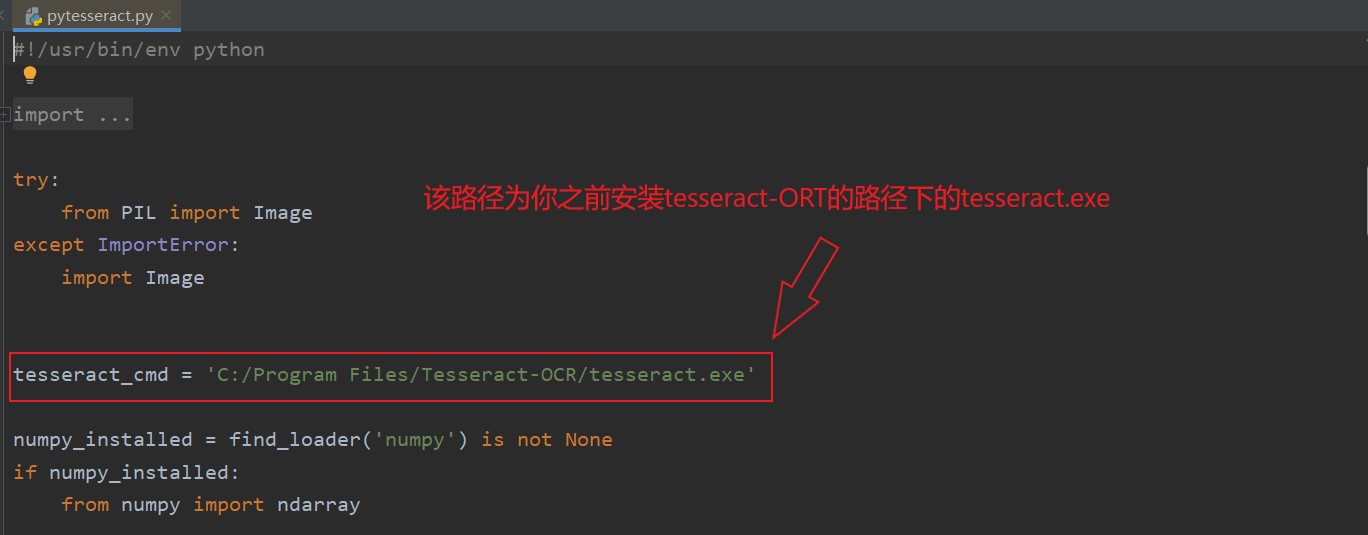 pytesseract.py
#!/usr/bin/env python
import ...
try:
from PIL import Image
except ImportError:
import Image
该路径为你之前安装tesseract-ORT的路径下的tesseract.exe
tesseract_cmd = 'C:/Program Files/Tesseract-OCR/tesseract.exe'
numpy_installed = find_loader('numpy') is not None
if numpy_installed:
from numpy import ndarray